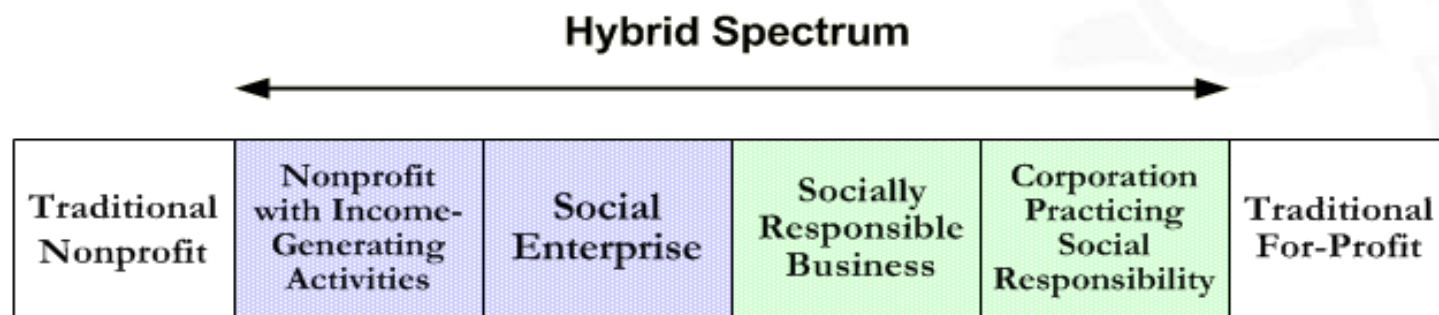 Hybrid Spectrum
Traditional
Nonprofit
Nonprofit
with Income-
Generating
Activities
Social
Enterprise
Socially
Responsible
Business
Corporation
Practicing
Social
Responsibility
Traditional
For-Profit